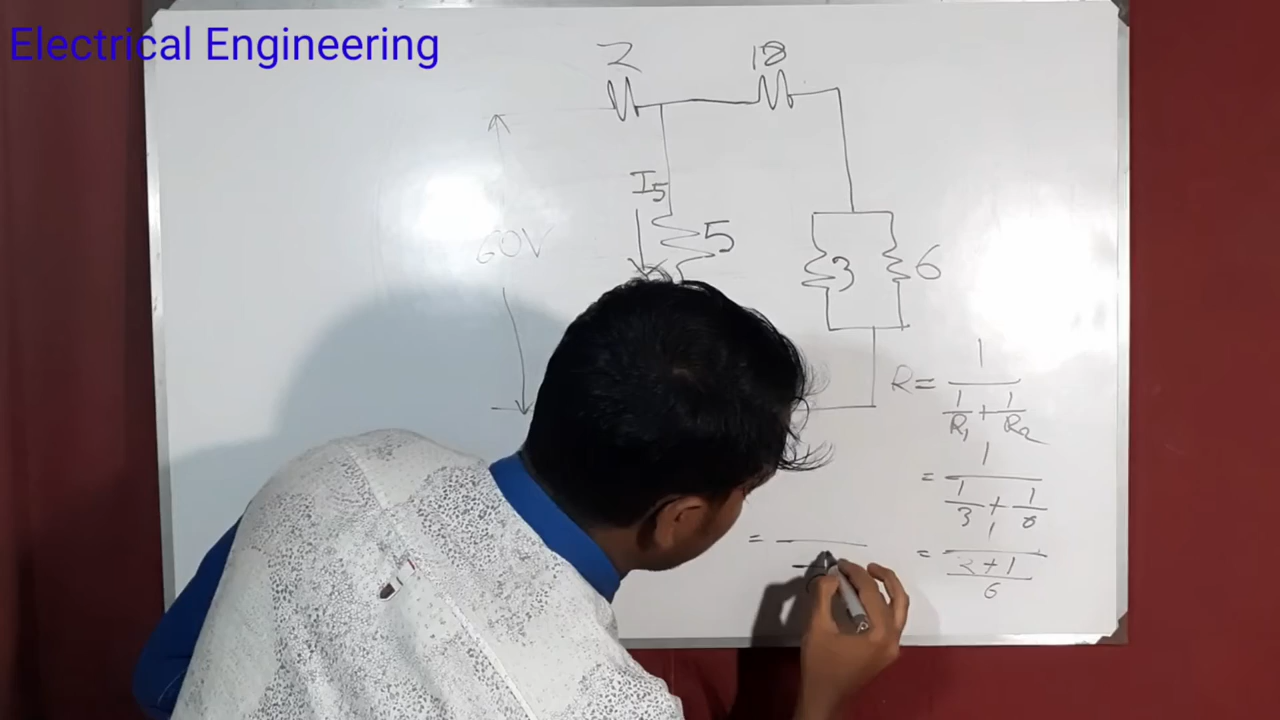 Electrical Engineering
2 18
I5
5
60V
3 6
R = 1 / (1/R1 + 1/R2)
= 1 / (1/3 + 1/6)
= 1 / ((2+1)/6)
=